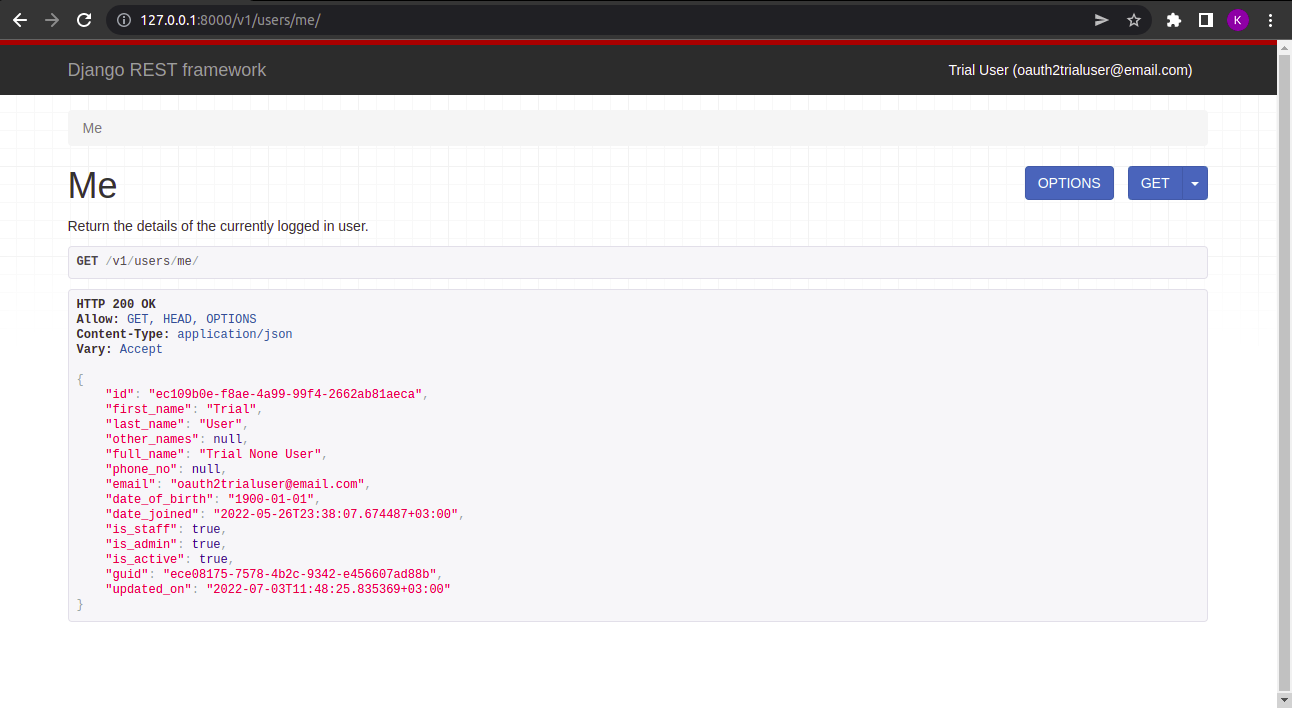 127.0.0.1:8000/v1/users/me/
K
Django REST framework
Trial User (oauth2trialuser@email.com)
Me
Me
OPTIONS
GET
Return the details of the currently logged in user.
GET /v1/users/me/
HTTP 200 OK
Allow: GET, HEAD, OPTIONS
Content-Type: application/json
Vary: Accept
{
"id": "ec109b0e-f8ae-4a99-99f4-2662ab81aeca",
"first_name": "Trial",
"last_name": "User",
"other_names": null,
"full_name": "Trial None User",
"phone_no": null,
"email": "oauth2trialuser@email.com",
"date_of_birth": "1900-01-01",
"date_joined": "2022-05-26T23:38:07.674487+03:00",
"is_staff": true,
"is_admin": true,
"is_active": true,
"guid": "ece08175-7578-4b2c-9342-e456607ad88b",
"updated_on": "2022-07-03T11:48:25.835369+03:00"
}